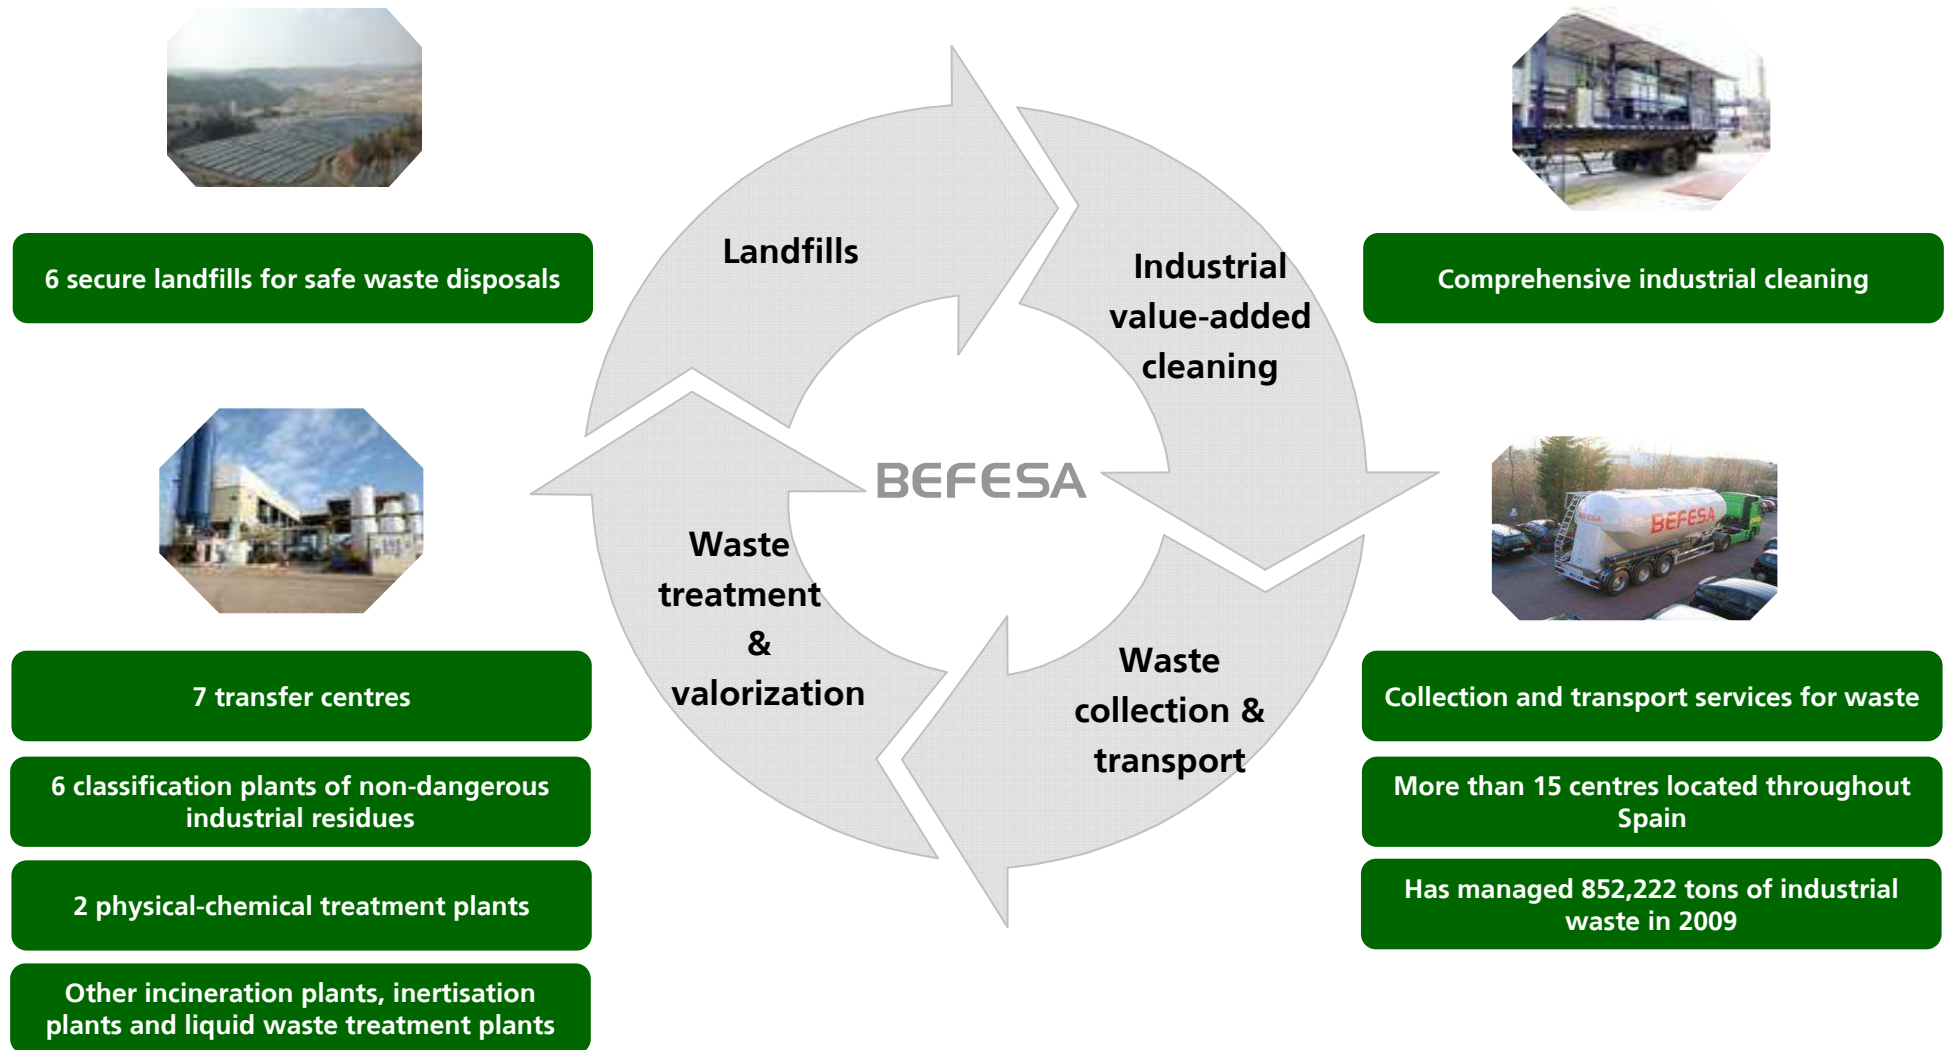 Landfills
Industrial
value-added
cleaning
6 secure landfills for safe waste disposals
Comprehensive industrial cleaning
BEFESA
BEFESA
BEFESA
Waste
treatment
&
valorization
Waste
collection &
transport
7 transfer centres
6 classification plants of non-dangerous
industrial residues
2 physical-chemical treatment plants
Other incineration plants, inertisation
plants and liquid waste treatment plants
Collection and transport services for waste
More than 15 centres located throughout
Spain
Has managed 852,222 tons of industrial
waste in 2009